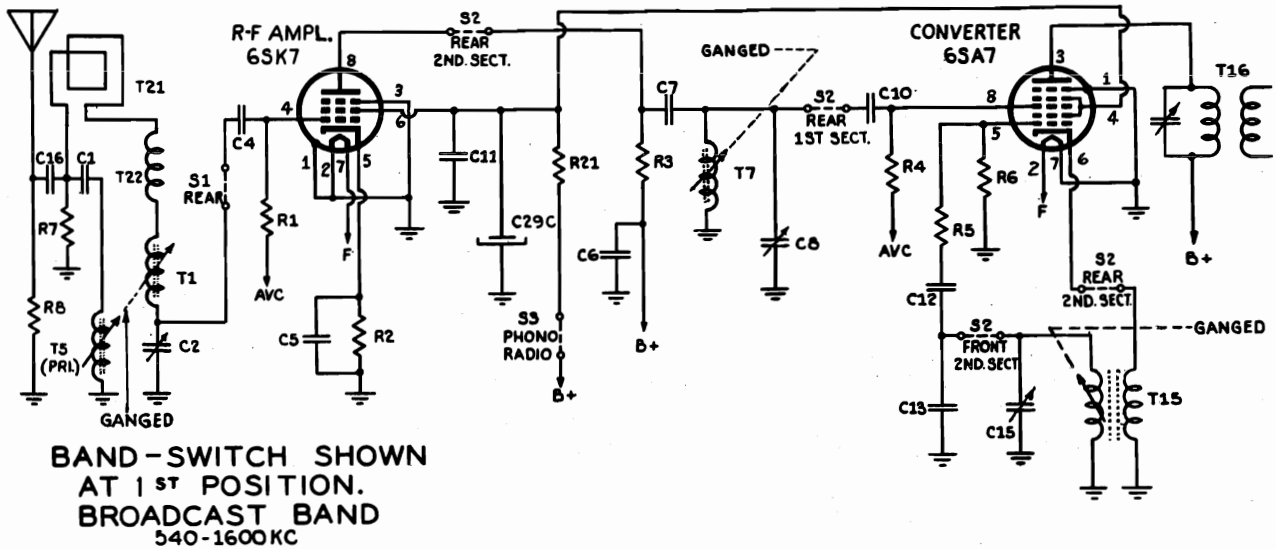 R-F AMPL.
6SK7
S2
REAR
2ND. SECT.
GANGED
CONVERTER
6SA7
T21
8
3
6
4
C4
C16
C1
T22
S1
REAR
R7
R1
AVC
1
2
7
5
F
C11
C29C
R21
R3
C7
T7
S2
REAR
1ST SECT.
C10
C8
R4
AVC
3
1
8
4
5
2
7
6
F
R6
R5
T16
B+
R8
T5
(PRI.)
T1
C2
GANGED
C5
R2
S3
PHONO
RADIO
B+
C6
B+
C12
S2
REAR
2ND. SECT.
S2
FRONT
2ND. SECT.
GANGED
C13
C15
T15
BAND-SWITCH SHOWN
AT 1ST POSITION.
BROADCAST BAND
540-1600KC